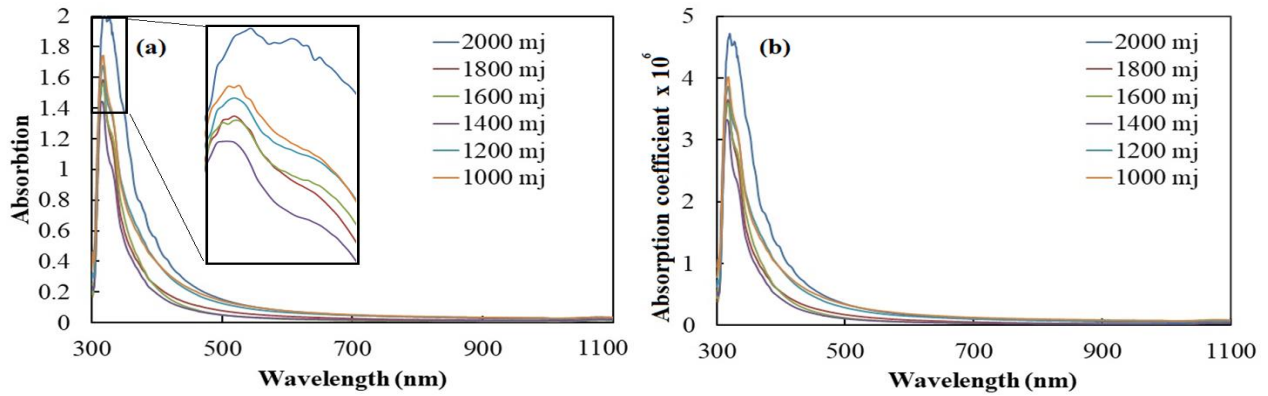 (a)
Absorbtion
2
1.8
1.6
1.4
1.2
1
0.8
0.6
0.4
0.2
0
300
500
700
900
1100
Wavelength (nm)
2000 mj
1800 mj
1600 mj
1400 mj
1200 mj
1000 mj
(b)
Absorption coefficient x 10⁶
5
4
3
2
1
0
300
500
700
900
1100
Wavelength (nm)
2000 mj
1800 mj
1600 mj
1400 mj
1200 mj
1000 mj